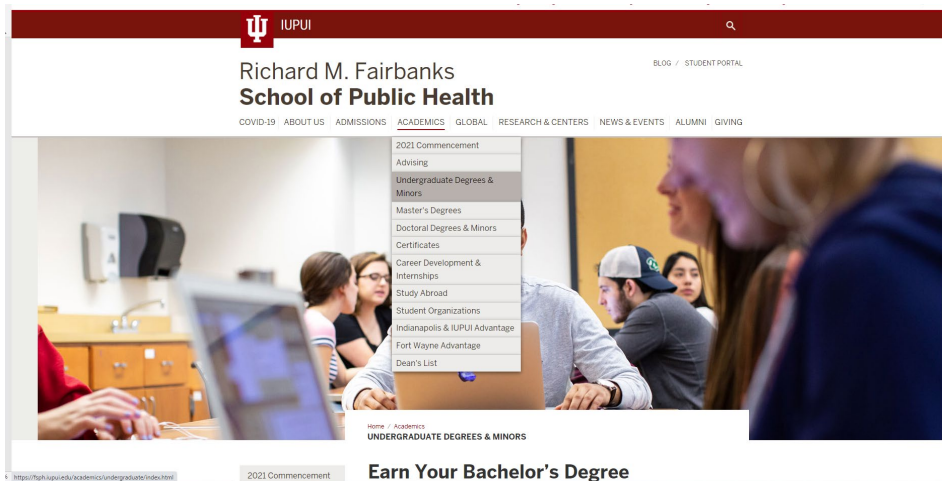 IUPUI
BLOG / STUDENT PORTAL
Richard M. Fairbanks
School of Public Health
COVID-19 ABOUT US ADMISSIONS ACADEMICS GLOBAL RESEARCH & CENTERS NEWS & EVENTS ALUMNI GIVING
2021 Commencement
Advising
Undergraduate Degrees &
Minors
Master's Degrees
Doctoral Degrees & Minors
Certificates
Career Development &
Internships
Study Abroad
Student Organizations
Indianapolis & IUPUI Advantage
Fort Wayne Advantage
Dean's List
Home / Academics
UNDERGRADUATE DEGREES & MINORS
2021 Commencement
Earn Your Bachelor's Degree
https://fsph.iupui.edu/academics/undergraduate/index.html